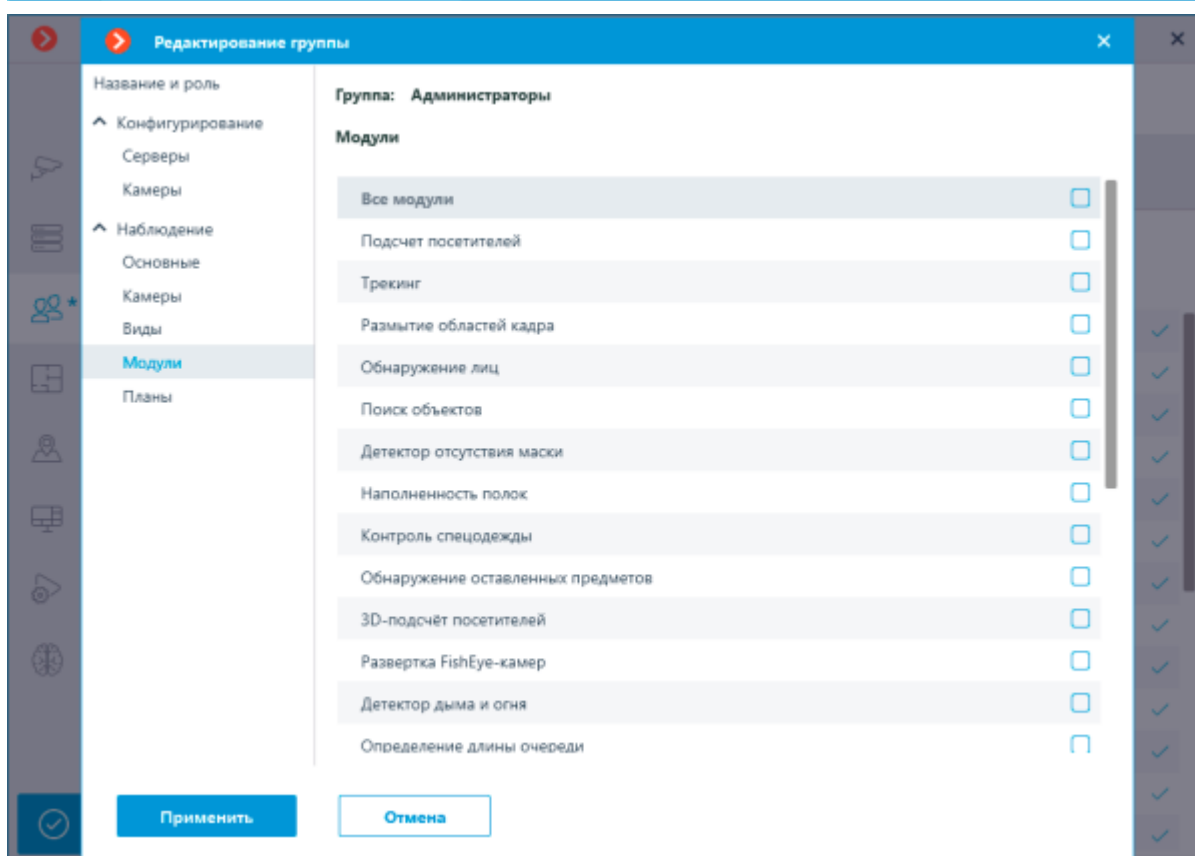 Редактирование группы
Название и роль
Конфигурирование
Серверы
Камеры
Наблюдение
Основные
Камеры
Виды
Модули
Планы
Группа: Администраторы
Модули
Все модули
Подсчет посетителей
Трекинг
Размытие областей кадра
Обнаружение лиц
Поиск объектов
Детектор отсутствия маски
Наполненность полок
Контроль спецодежды
Обнаружение оставленных предметов
3D-подсчёт посетителей
Развертка FishEye-камер
Детектор дыма и огня
Определение длины очереди
Применить
Отмена